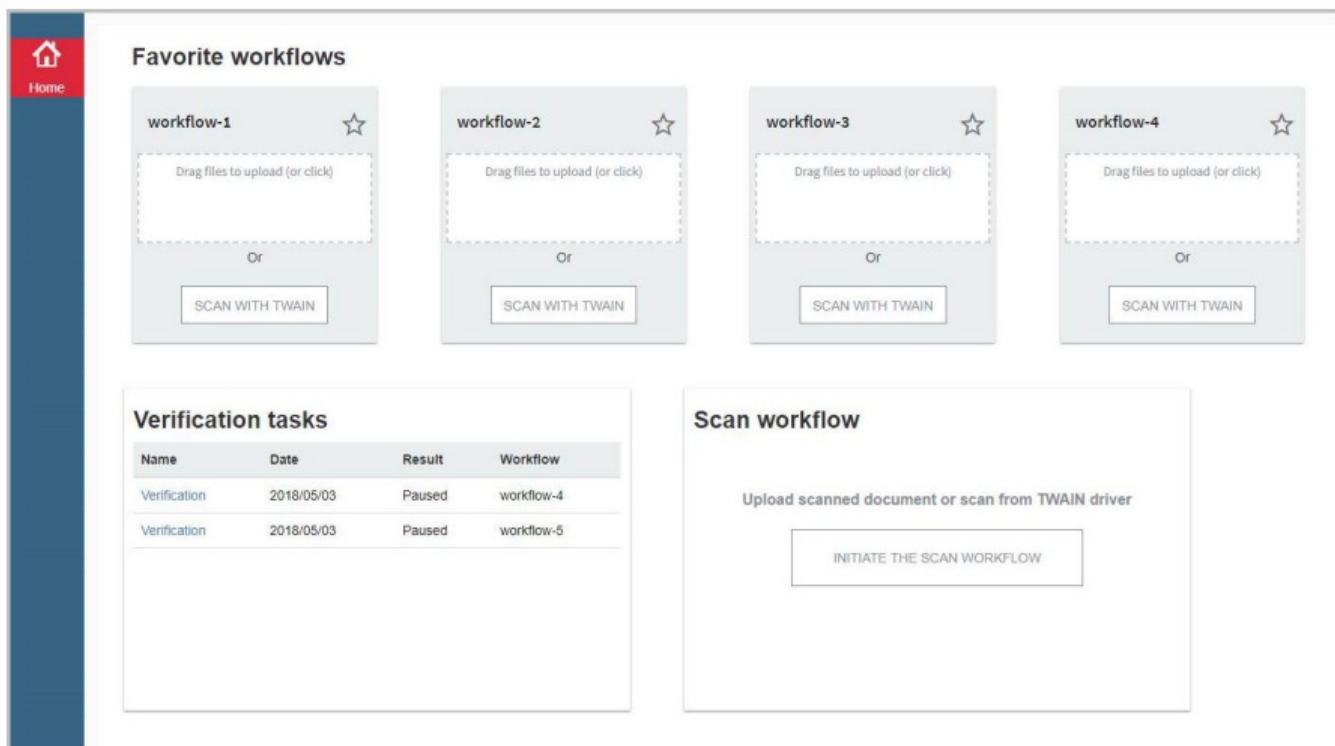 Home
Favorite workflows
workflow-1
Drag files to upload (or click)
Or
SCAN WITH TWAIN
workflow-2
Drag files to upload (or click)
Or
SCAN WITH TWAIN
workflow-3
Drag files to upload (or click)
Or
SCAN WITH TWAIN
workflow-4
Drag files to upload (or click)
Or
SCAN WITH TWAIN
Verification tasks
Name Date Result Workflow
Verification 2018/05/03 Paused workflow-4
Verification 2018/05/03 Paused workflow-5
Scan workflow
Upload scanned document or scan from TWAIN driver
INITIATE THE SCAN WORKFLOW